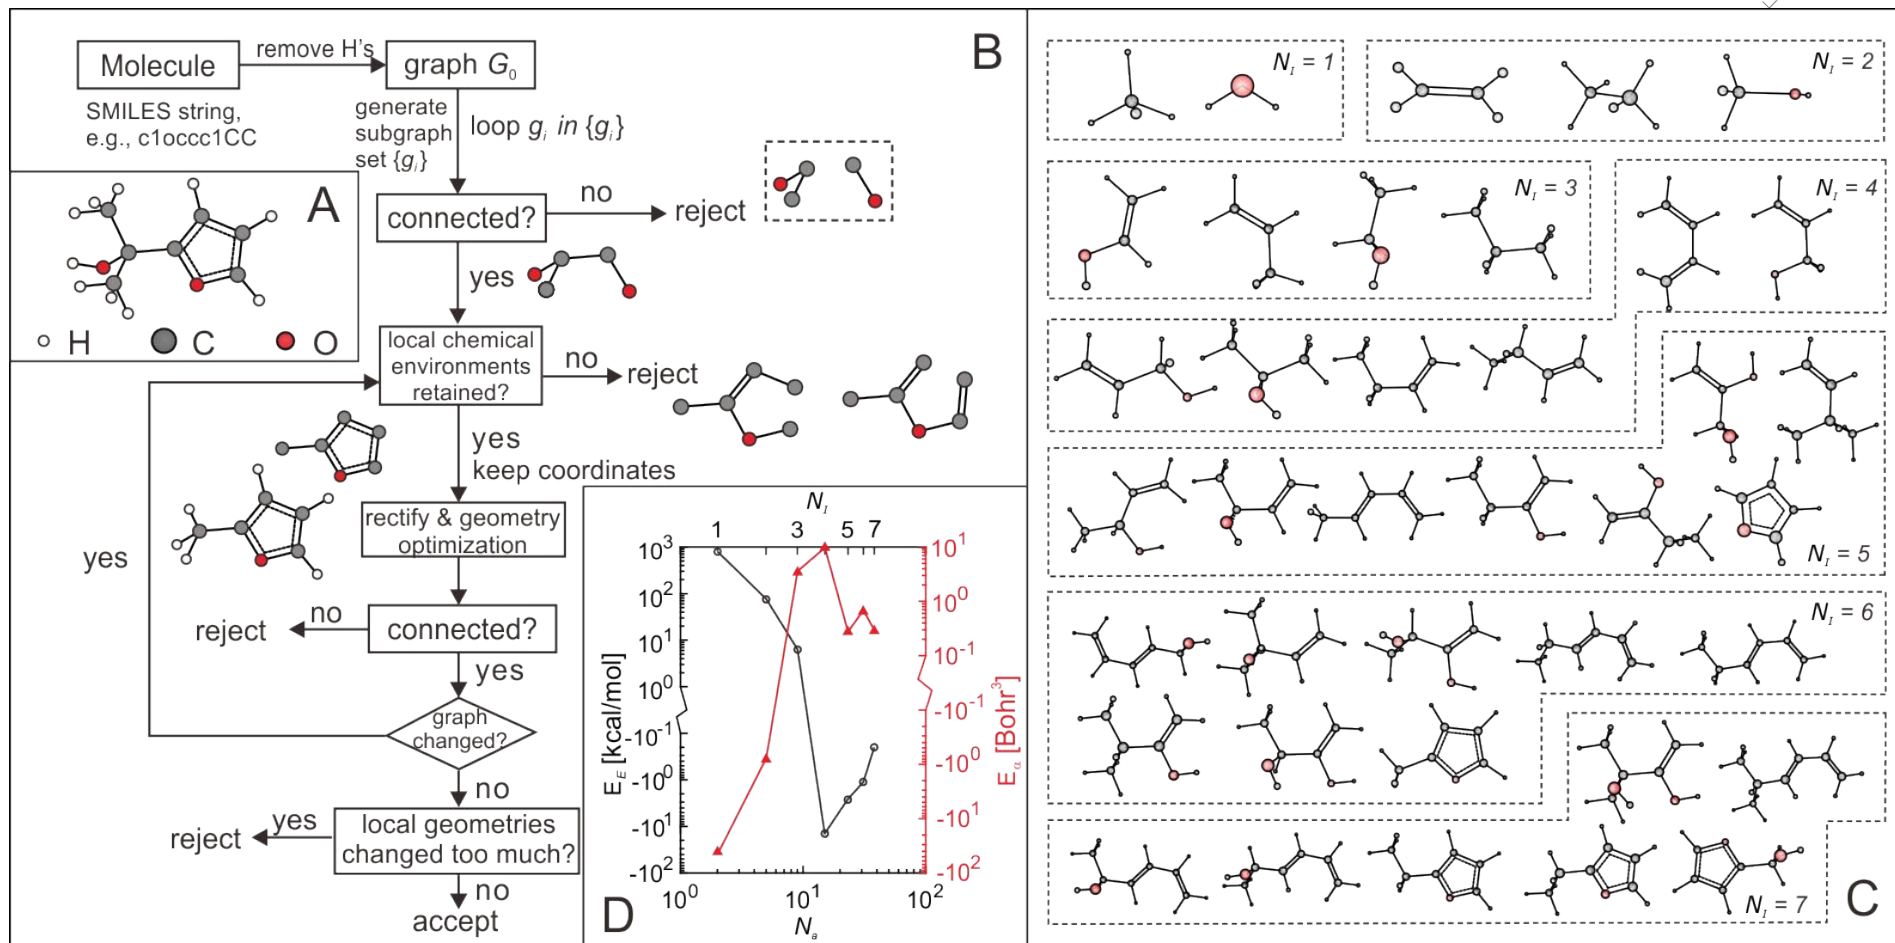 B
Molecule
remove H's
graph G0
SMILES string,
e.g., c1occc1CC
generate
subgraph
set {gi}
loop gi in {gi}
connected?
no
reject
yes
A
H
C
O
local chemical
environments
retained?
no
reject
yes
keep coordinates
rectify & geometry
optimization
yes
connected?
no
reject
yes
graph
changed?
no
local geometries
changed too much?
yes
reject
no
accept
D
NI
1 3 5 7
10^3
10^2
10^1
10^0
-10^-1
-10^0
-10^1
-10^2
EE [kcal/mol]
10^1
10^0
10^-1
-10^-1
-10^0
-10^1
-10^2
Eα [Bohr^3]
10^0 10^1 10^2
Na
C
NI = 1
NI = 2
NI = 3
NI = 4
NI = 5
NI = 6
NI = 7